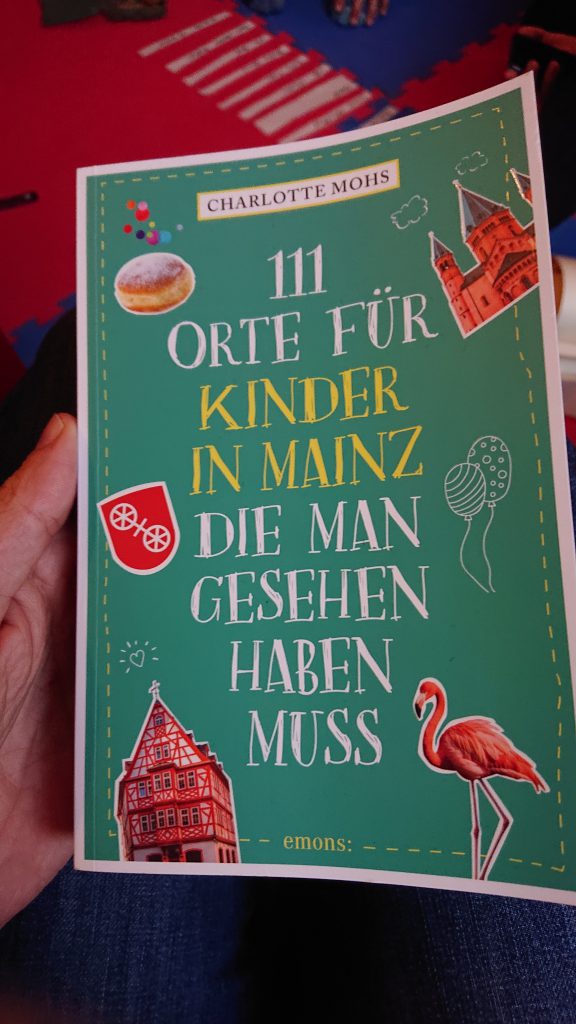 CHARLOTTE MOHS
111
ORTE FÜR
KINDER
IN MAINZ
DIE MAN
GESEHEN
HABEN
MUSS
emons: